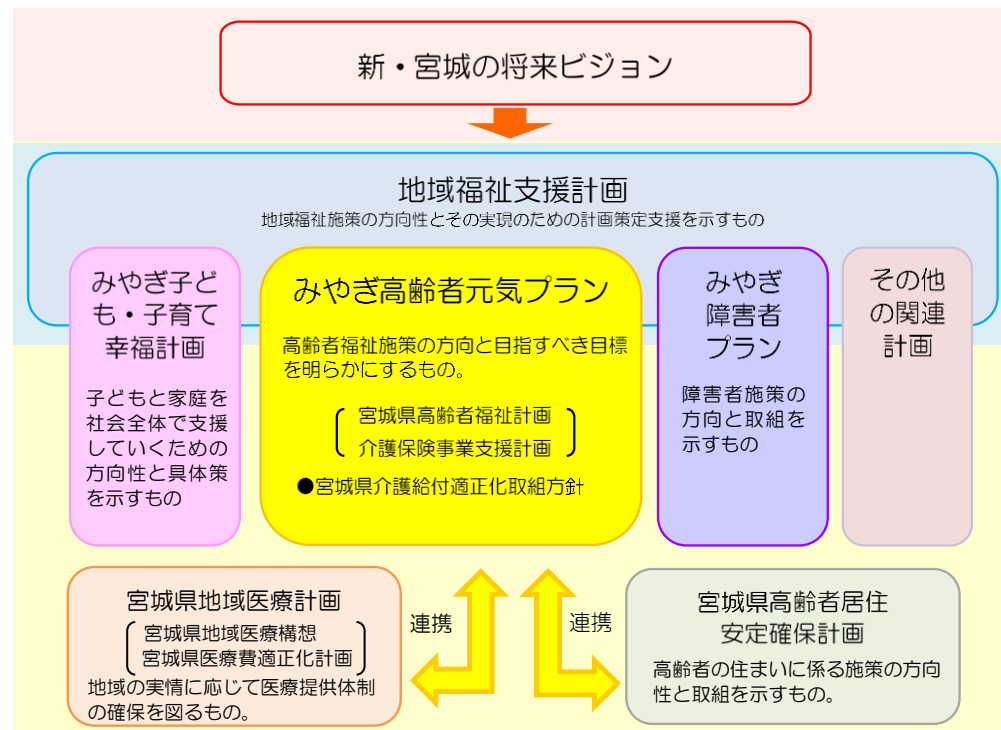 新・宮城の将来ビジョン
地域福祉支援計画
地域福祉施策の方向性とその実現のための計画策定支援を示すもの
みやぎ子ど
も・子育て
幸福計画
子どもと家庭を
社会全体で支援
していくための
方向性と具体策
を示すもの
みやぎ高齢者元気プラン
高齢者福祉施策の方向と目指すべき目標
を明らかにするもの。
宮城県高齢者福祉計画
介護保険事業支援計画
●宮城県介護給付適正化取組方針
みやぎ
障害者
プラン
障害者施策の
方向と取組を
示すもの
その他
の関連
計画
宮城県地域医療計画
宮城県地域医療構想
宮城県医療費適正化計画
地域の実情に応じて医療提供体制
の確保を図るもの。
連携
連携
宮城県高齢者居住
安定確保計画
高齢者の住まいに係る施策の方向
性と取組を示すもの。